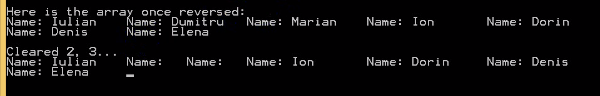 Here is the array once reversed:
Name: Iulian    Name: Dumitru   Name: Marian    Name: Ion       Name: Dorin
Name: Denis     Name: Elena
Cleared 2, 3...
Name: Iulian    Name:   Name:   Name: Ion       Name: Dorin     Name: Denis
Name: Elena